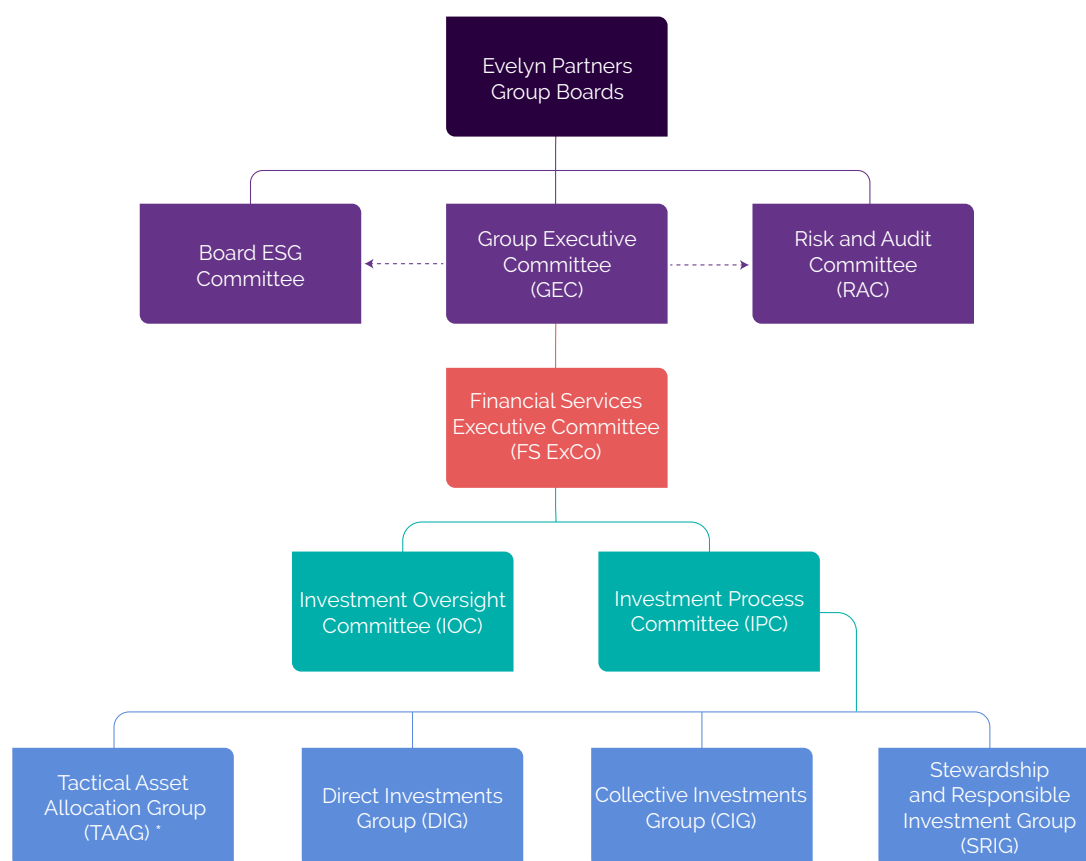 Evelyn Partners
Group Boards
Board ESG
Committee
Group Executive
Committee
(GEC)
Risk and Audit
Committee
(RAC)
Financial Services
Executive Committee
(FS ExCo)
Investment Oversight
Committee (IOC)
Investment Process
Committee (IPC)
Tactical Asset
Allocation Group
(TAAG) *
Direct Investments
Group (DIG)
Collective Investments
Group (CIG)
Stewardship
and Responsible
Investment Group
(SRIG)